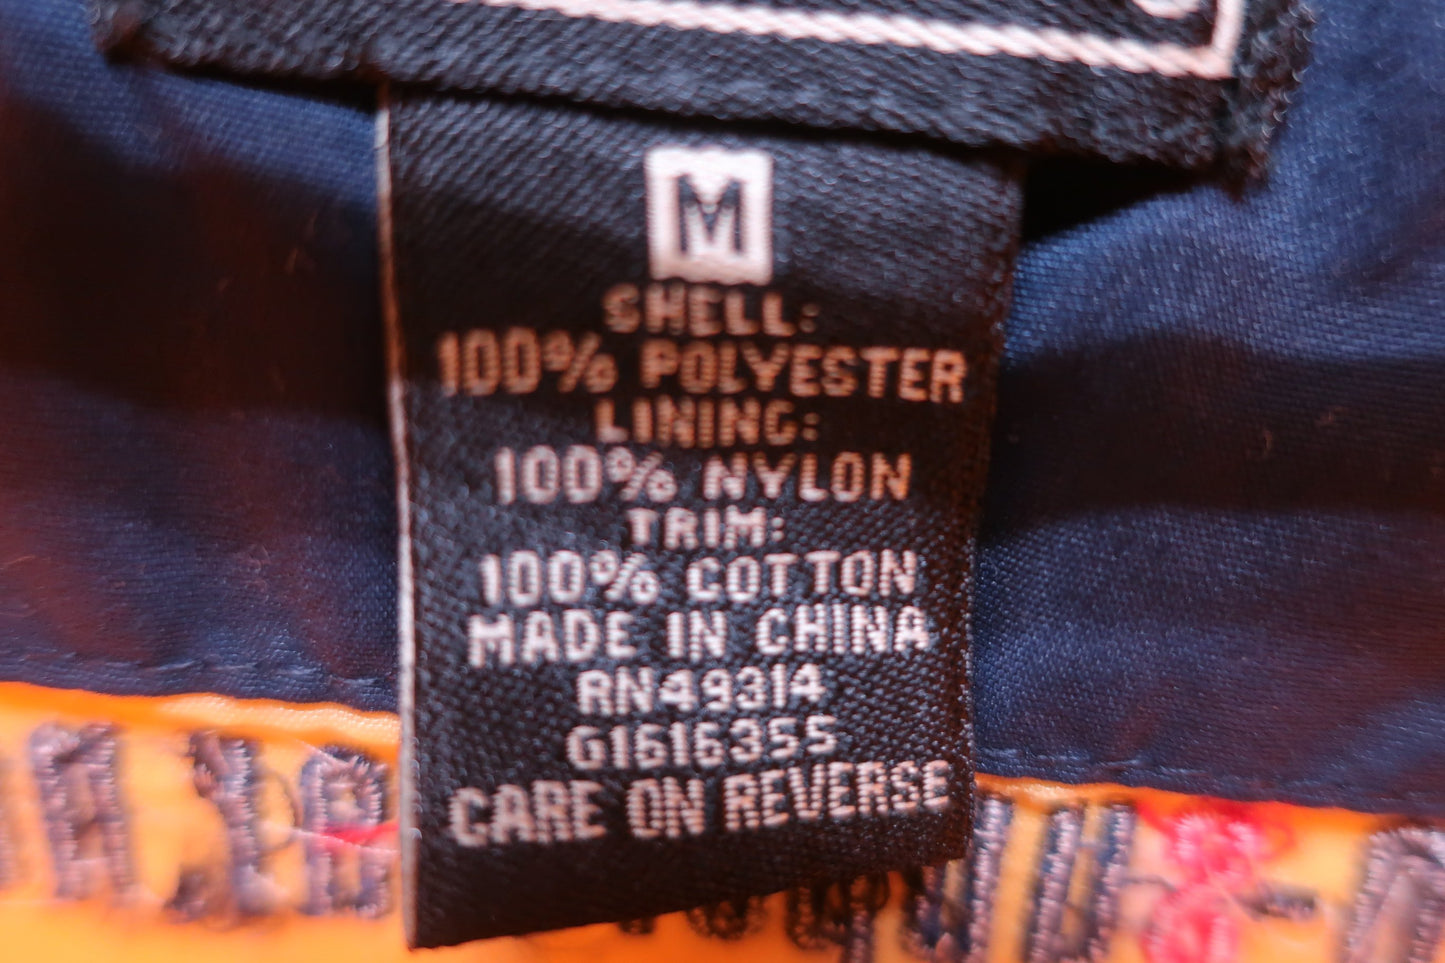 M
SHELL:
100% POLYESTER
LINING:
100% NYLON
TRIM:
100% COTTON
MADE IN CHINA
RN49314
G1616355
CARE ON REVERSE